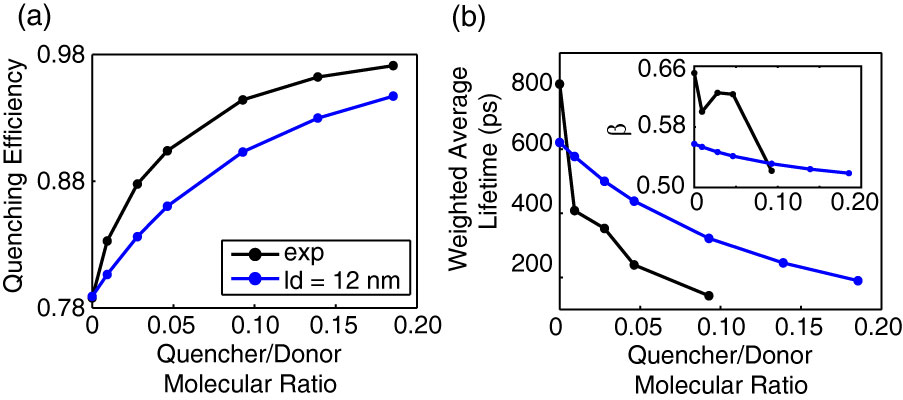 (a)
0.98
0.88
0.78
Quenching Efficiency
exp
ld = 12 nm
0 0.05 0.10 0.15 0.20
Quencher/Donor
Molecular Ratio
(b)
800
600
400
200
Weighted Average
Lifetime (ps)
0.66
0.58
0.50
β
0 0.10 0.20
0 0.05 0.10 0.15 0.20
Quencher/Donor
Molecular Ratio